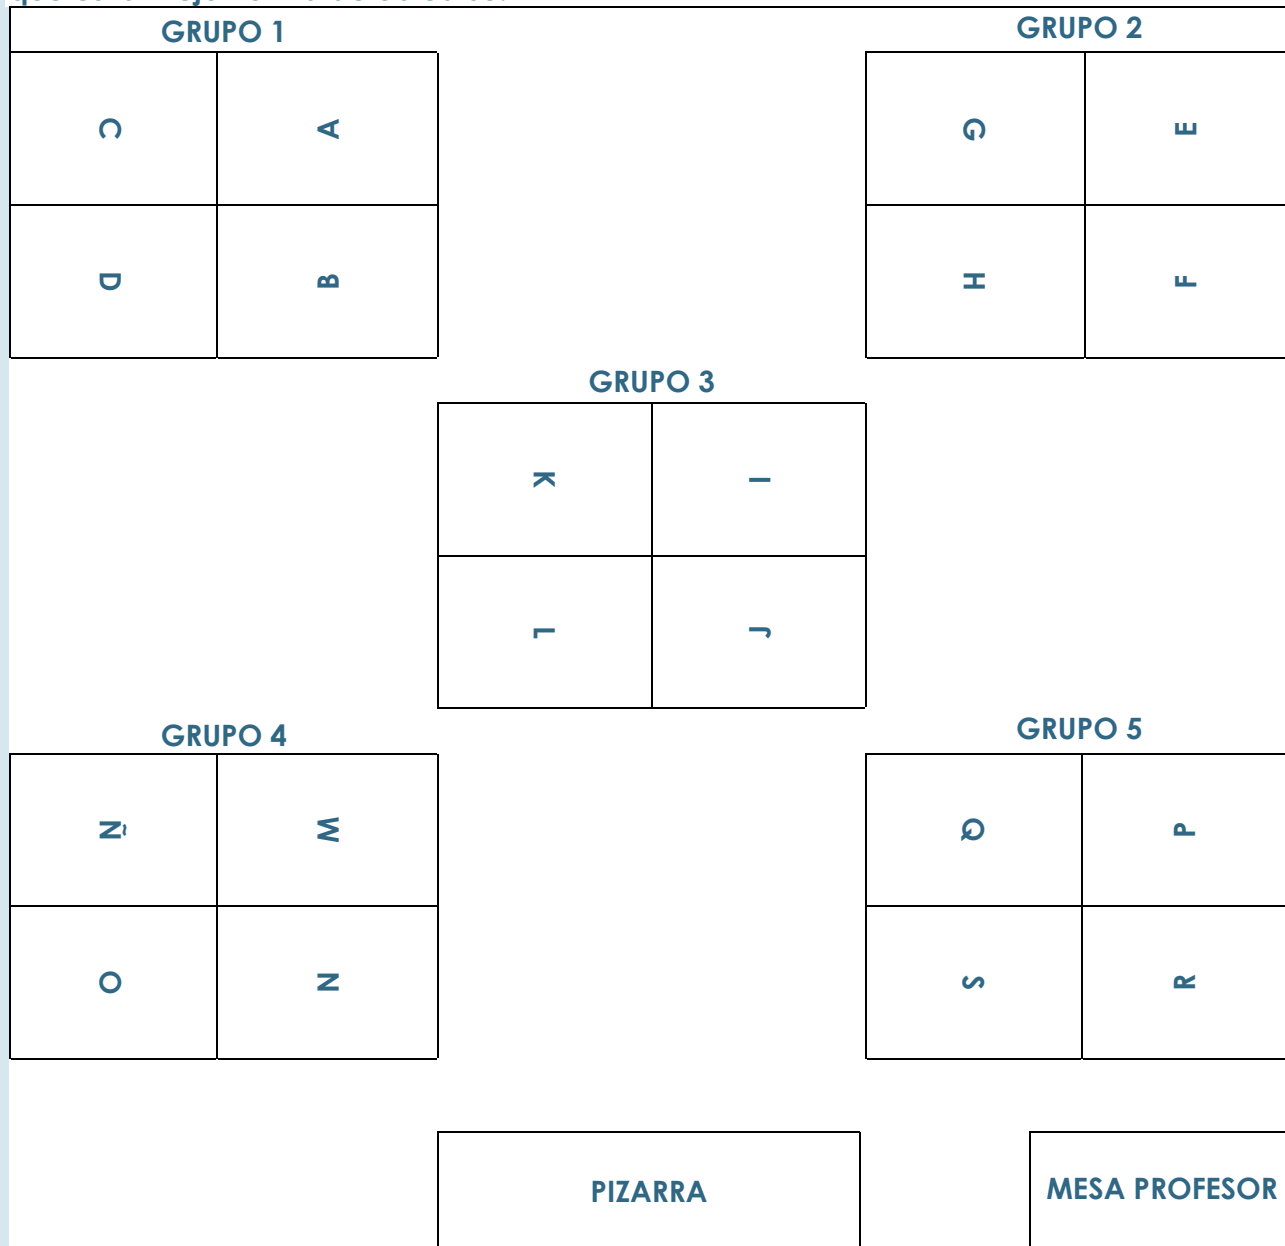 GRUPO 1
GRUPO 2
C A
G E
D B
H F
GRUPO 3
K I
L J
GRUPO 4
GRUPO 5
Ñ M
Q P
O N
S R
PIZARRA
MESA PROFESOR